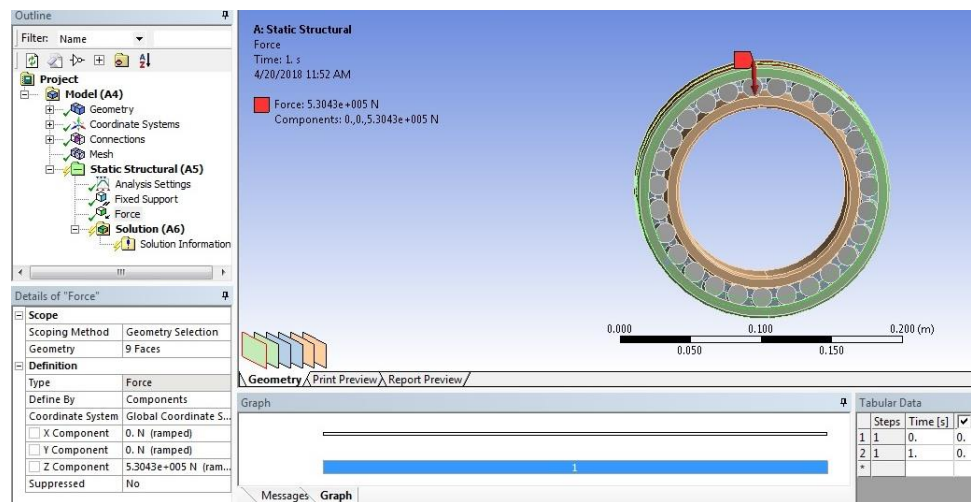 Outline
Filter: Name
Project
Model (A4)
Geometry
Coordinate Systems
Connections
Mesh
Static Structural (A5)
Analysis Settings
Fixed Support
Force
Solution (A6)
Solution Information
A: Static Structural
Force
Time: 1. s
4/20/2018 11:52 AM
Force: 5.3043e+005 N
Components: 0.,0.,5.3043e+005 N
0.000 0.100 0.200 (m)
0.050 0.150
Geometry Print Preview Report Preview
Details of "Force"
Scope
Scoping Method Geometry Selection
Geometry 9 Faces
Definition
Type Force
Define By Components
Coordinate System Global Coordinate S...
X Component 0. N (ramped)
Y Component 0. N (ramped)
Z Component 5.3043e+005 N (ram...
Suppressed No
Graph
1
Messages Graph
Tabular Data
Steps Time [s]
1 1 0. 0.
2 1 1. 0.
*